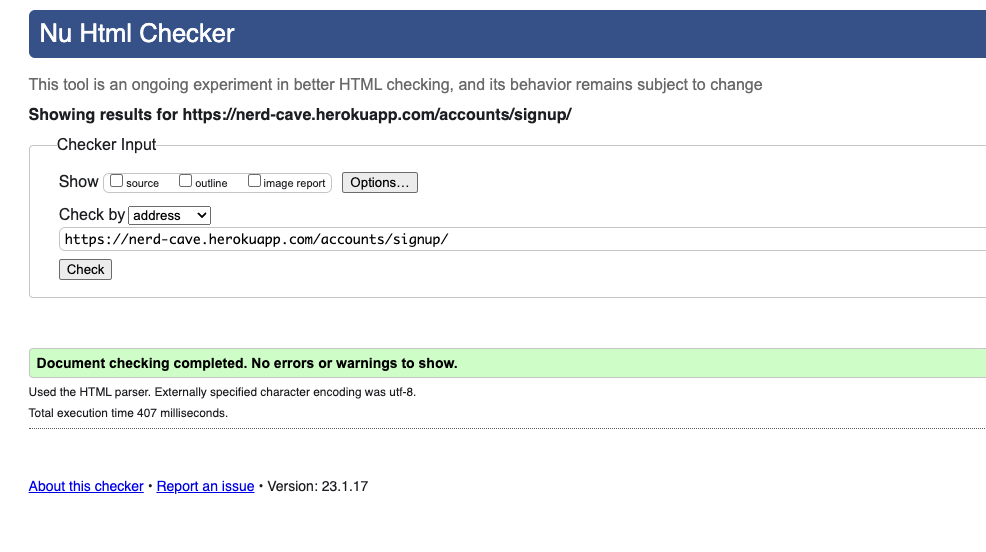 Nu Html Checker
This tool is an ongoing experiment in better HTML checking, and its behavior remains subject to change
Showing results for https://nerd-cave.herokuapp.com/accounts/signup/
Checker Input
Show source outline image report Options...
Check by address
https://nerd-cave.herokuapp.com/accounts/signup/
Check
Document checking completed. No errors or warnings to show.
Used the HTML parser. Externally specified character encoding was utf-8.
Total execution time 407 milliseconds.
About this checker • Report an issue • Version: 23.1.17